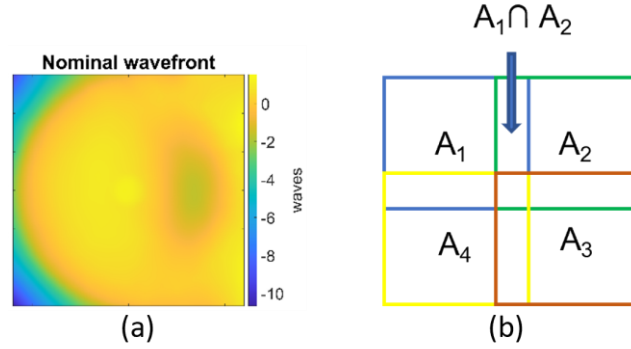 Nominal wavefront
0
-2
-4
-6
-8
-10
waves
(a)
A₁∩ A₂
A₁
A₂
A₄
A₃
(b)